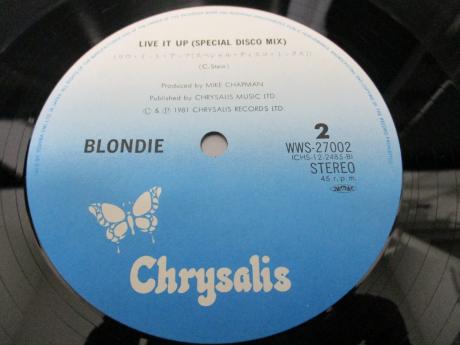 LIVE IT UP (SPECIAL DISCO MIX)
(リヴ・イット・アップ[スペシャル・ディスコ・ミックス])
(C. Stein)
Produced by MIKE CHAPMAN
Published by CHRYSALIS MUSIC LTD.
© & ℗ 1981 CHRYSALIS RECORDS LTD.
BLONDIE
2
WWS-27002
(CHS-12-2485-B)
STEREO
45 r.p.m.
Chrysalis